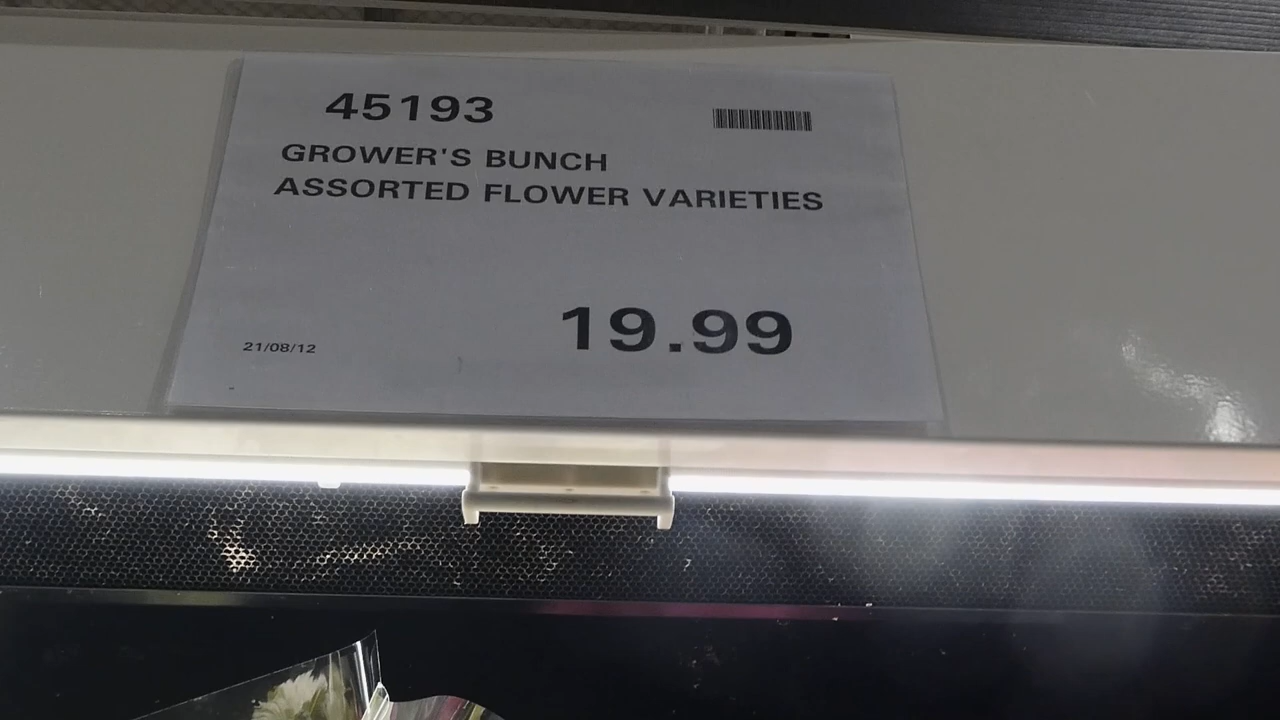 45193
GROWER'S BUNCH
ASSORTED FLOWER VARIETIES
19.99
21/08/12